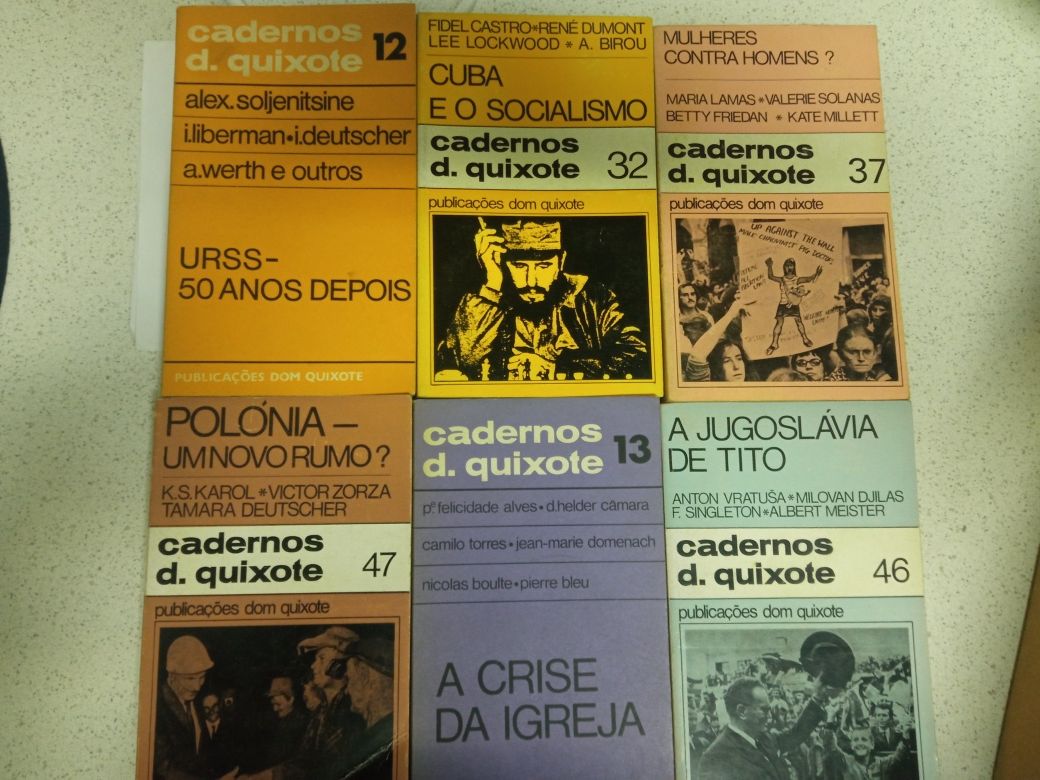 cadernos
d. quixote 12
alex.soljenitsine
i.liberman•i.deutscher
a.werth e outros
URSS-
50 ANOS DEPOIS
PUBLICAÇÕES DOM QUIXOTE
FIDEL CASTRO*RENÉ DUMONT
LEE LOCKWOOD * A. BIROU
CUBA
E O SOCIALISMO
cadernos
d. quixote 32
publicações dom quixote
MULHERES
CONTRA HOMENS ?
MARIA LAMAS*VALERIE SOLANAS
BETTY FRIEDAN * KATE MILLETT
cadernos
d. quixote 37
publicações dom quixote
UP AGAINST THE WALL
MALE CHAUVINIST PIG DOCTORS
POLÓNIA —
UM NOVO RUMO ?
K.S.KAROL *VICTOR ZORZA
TAMARA DEUTSCHER
cadernos
d. quixote 47
publicações dom quixote
cadernos
d. quixote 13
pe felicidade alves•d.helder câmara
camilo torres•jean-marie domenach
nicolas boulte•pierre bleu
A CRISE
DA IGREJA
A JUGOSLÁVIA
DE TITO
ANTON VRATUŠA*MILOVAN DJILAS
F. SINGLETON*ALBERT MEISTER
cadernos
d. quixote 46
publicações dom quixote